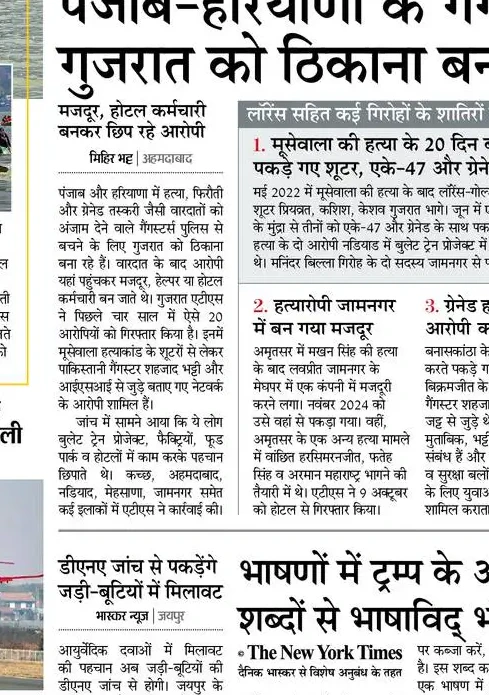 पंजाब-हरियाणा के
गुजरात को ठिकाना
मजदूर, होटल कर्मचारी
बनकर छिप रहे आरोपी
मिहिर भट्ट | अहमदाबाद
पंजाब और हरियाणा में हत्या, फिरौती
और ग्रेनेड तस्करी जैसी वारदातों को
अंजाम देने वाले गैंगस्टर्स पुलिस से
बचने के लिए गुजरात को ठिकाना
बना रहे हैं। वारदात के बाद आरोपी
यहां पहुंचकर मजदूर, हेल्पर या होटल
कर्मचारी बन जाते थे। गुजरात एटीएस
ने पिछले चार साल में ऐसे 20
आरोपियों को गिरफ्तार किया है। इनमें
मूसेवाला हत्याकांड के शूटरों से लेकर
पाकिस्तानी गैंगस्टर शहजाद भट्टी और
आईएसआई से जुड़े बताए गए नेटवर्क
के आरोपी शामिल हैं।
जांच में सामने आया कि ये लोग
बुलेट ट्रेन प्रोजेक्ट, फैक्ट्रियों, फूड
पार्क व होटलों में काम करके पहचान
छिपाते थे। कच्छ, अहमदाबाद,
नडियाद, मेहसाणा, जामनगर समेत
कई इलाकों में एटीएस ने कार्रवाई की।
लॉरेंस सहित कई गिरोहों के शातिरों
1. मूसेवाला की हत्या के 20 दिन
पकड़े गए शूटर, एके-47 और
मई 2022 में मूसेवाला की हत्या के बाद
शूटर प्रियव्रत, कशिश, केशव गुजरात भागे। जून में
के मुंद्रा से तीनों को एके-47 और ग्रेनेड के साथ
हत्या के दो आरोपी नडियाड में बुलेट ट्रेन प्रोजेक्ट में
थे। मनिंदर बिल्ला गिरोह के दो सदस्य जामनगर से
2. हत्यारोपी जामनगर
में बन गया मजदूर
अमृतसर में मखन सिंह की हत्या
के बाद लवप्रीत जामनगर के
मेघपर में एक कंपनी में मजदूरी
करने लगा। नवंबर 2024 को
उसे वहां से पकड़ा गया। वहीं,
अमृतसर के एक अन्य हत्या मामले
में वांछित हरसिमरनजीत, फतेह
सिंह व अरमान महाराष्ट्र भागने की
तैयारी में थे। एटीएस ने 9 अक्टूबर
को होटल से गिरफ्तार किया।
3. ग्रेनेड
आरोपी
बनासकांठा के
करते पकड़े
बिक्रमजीत के
गैंगस्टर
जट्ट से जुड़े
मुताबिक,
संबंध हैं और
व सुरक्षा बलों
के लिए
शामिल
डीएनए जांच से पकड़ेंगे
जड़ी-बूटियों में मिलावट
भास्कर न्यूज | जयपुर
आयुर्वेदिक दवाओं में मिलावट
की पहचान अब जड़ी-बूटियों की
डीएनए जांच से होगी। जयपुर के
भाषणों में ट्रम्प के
शब्दों से भाषाविद्
The New York Times
दैनिक भास्कर से विशेष अनुबंध के तहत
पर कब्जा करें,
है। इस शब्द
एक भाषण में